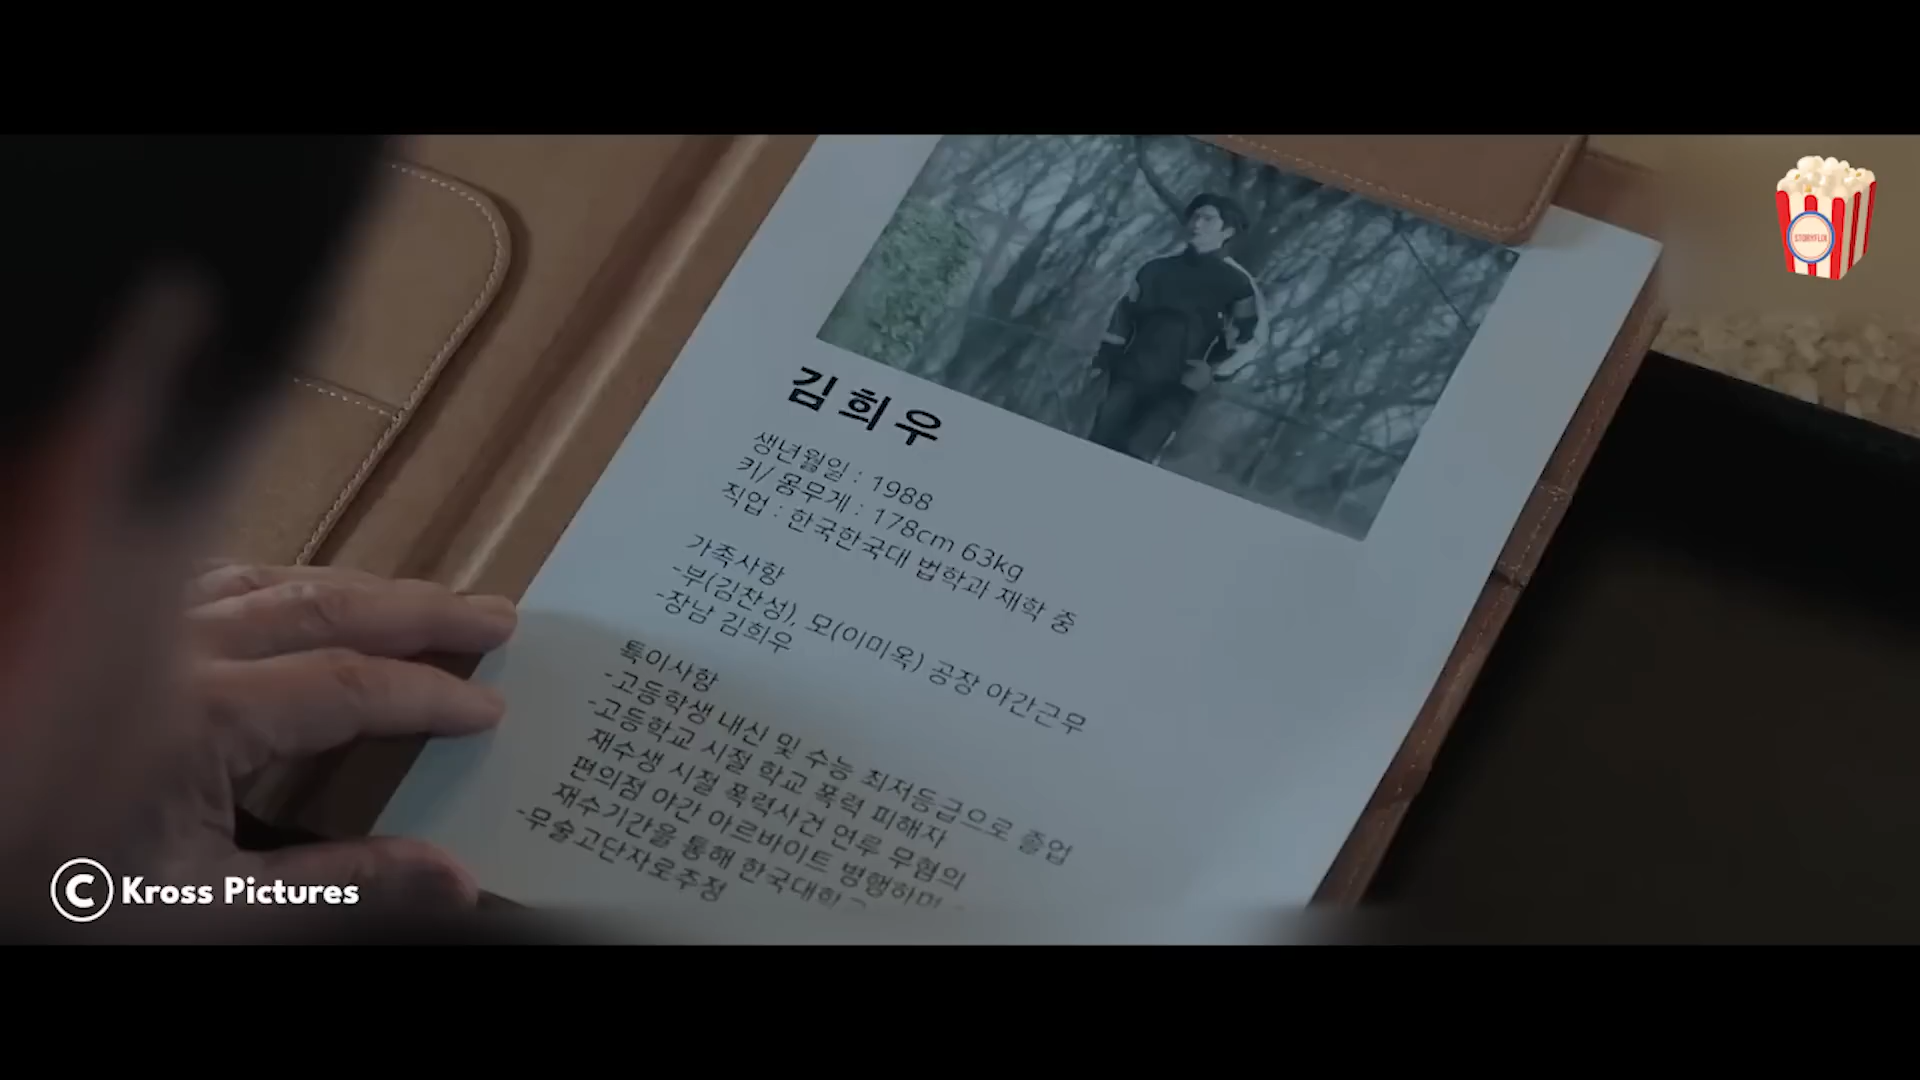 STORYFLIX
김희우
생년월일 : 1988
키/ 몸무게 : 178cm 63kg
직업 : 한국한국대 법학과 재학 중
가족사항
-부(김찬성), 모(이미옥) 공장 야간근무
-장남 김희우
특이사항
-고등학생 내신 및 수능 최저등급으로 졸업
-고등학교 시절 학교 폭력 피해자
재수생 시절 폭력사건 연루 무혐의
편의점 야간 아르바이트 병행하며
재수기간을 통해 한국대학
-무술고단자로추정
© Kross Pictures